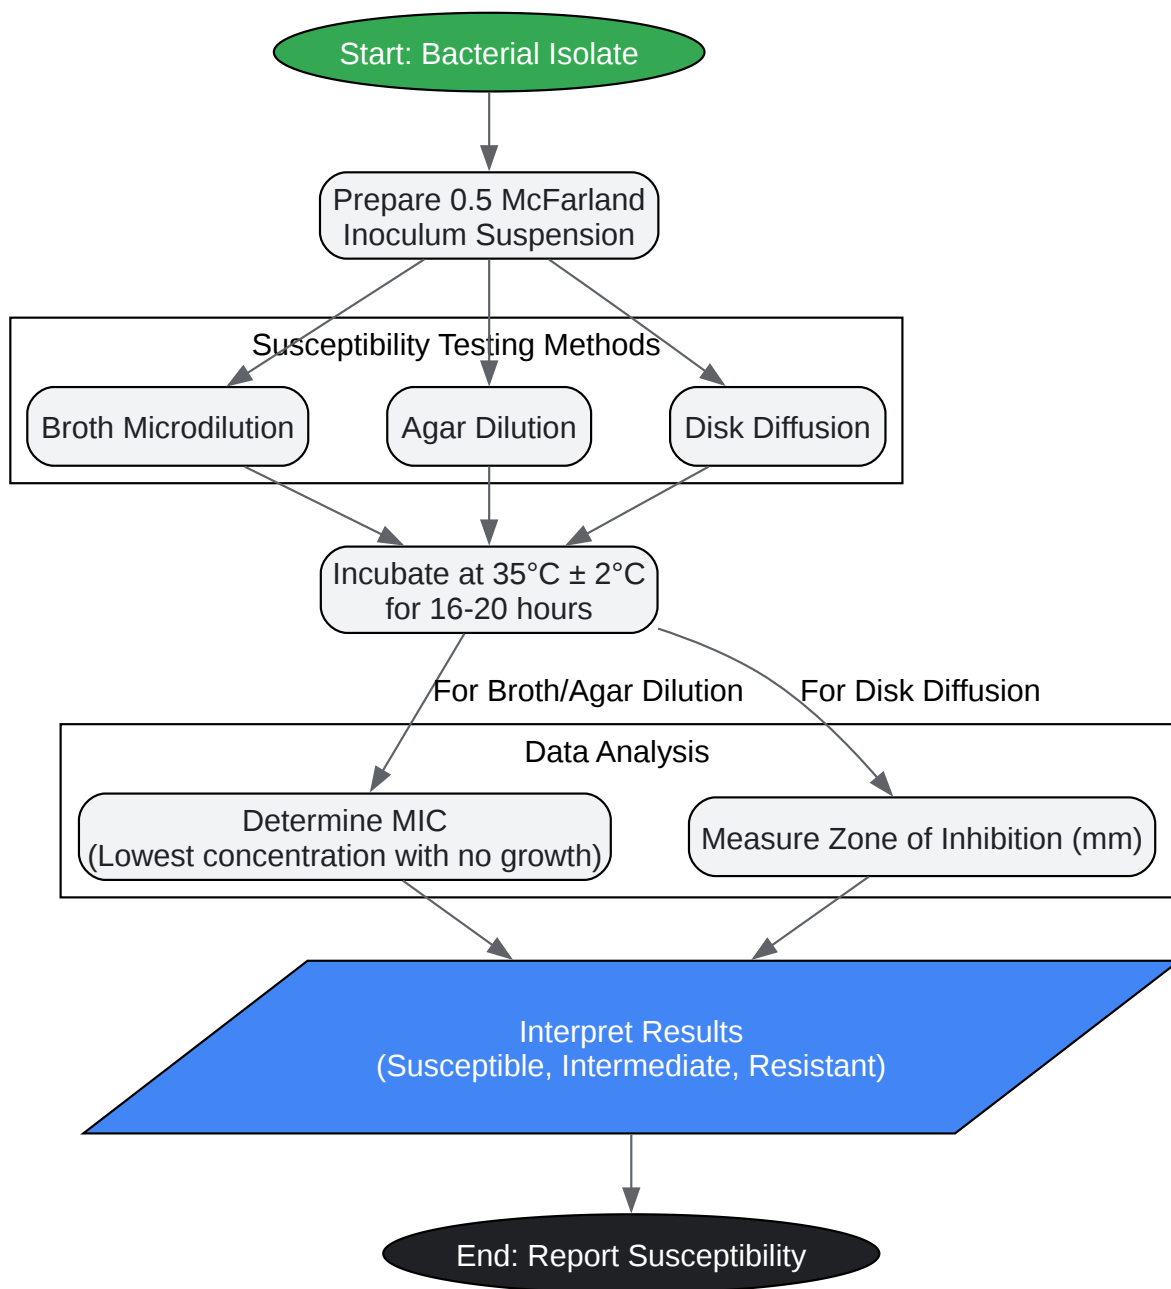 Start: Bacterial Isolate
Prepare 0.5 McFarland
Inoculum Suspension
Susceptibility Testing Methods
Broth Microdilution
Agar Dilution
Disk Diffusion
Incubate at 35°C ± 2°C
for 16-20 hours
For Broth/Agar Dilution
For Disk Diffusion
Data Analysis
Determine MIC
(Lowest concentration with no growth)
Measure Zone of Inhibition (mm)
Interpret Results
(Susceptible, Intermediate, Resistant)
End: Report Susceptibility